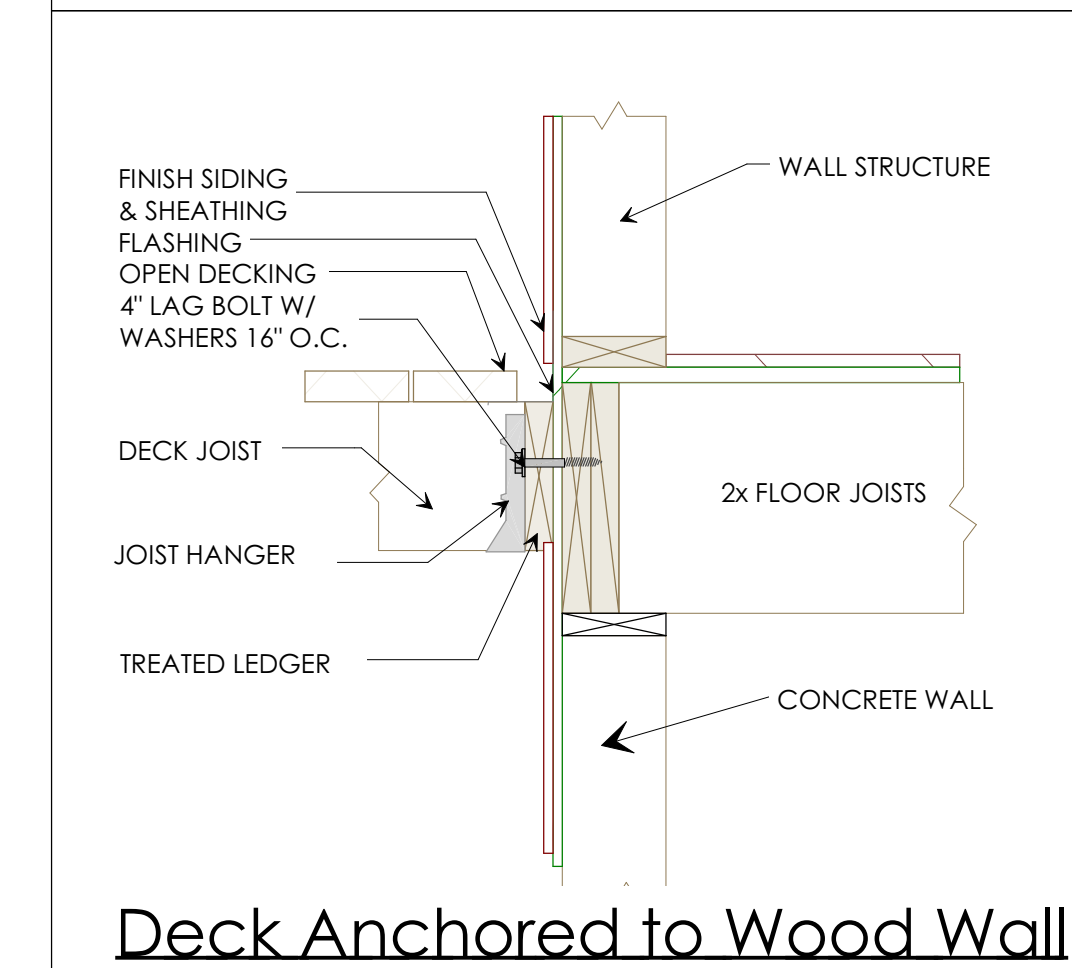 FINISH SIDING
& SHEATHING
FLASHING
OPEN DECKING
4" LAG BOLT W/
WASHERS 16" O.C.
DECK JOIST
JOIST HANGER
TREATED LEDGER
WALL STRUCTURE
2x FLOOR JOISTS
CONCRETE WALL
Deck Anchored to Wood Wall